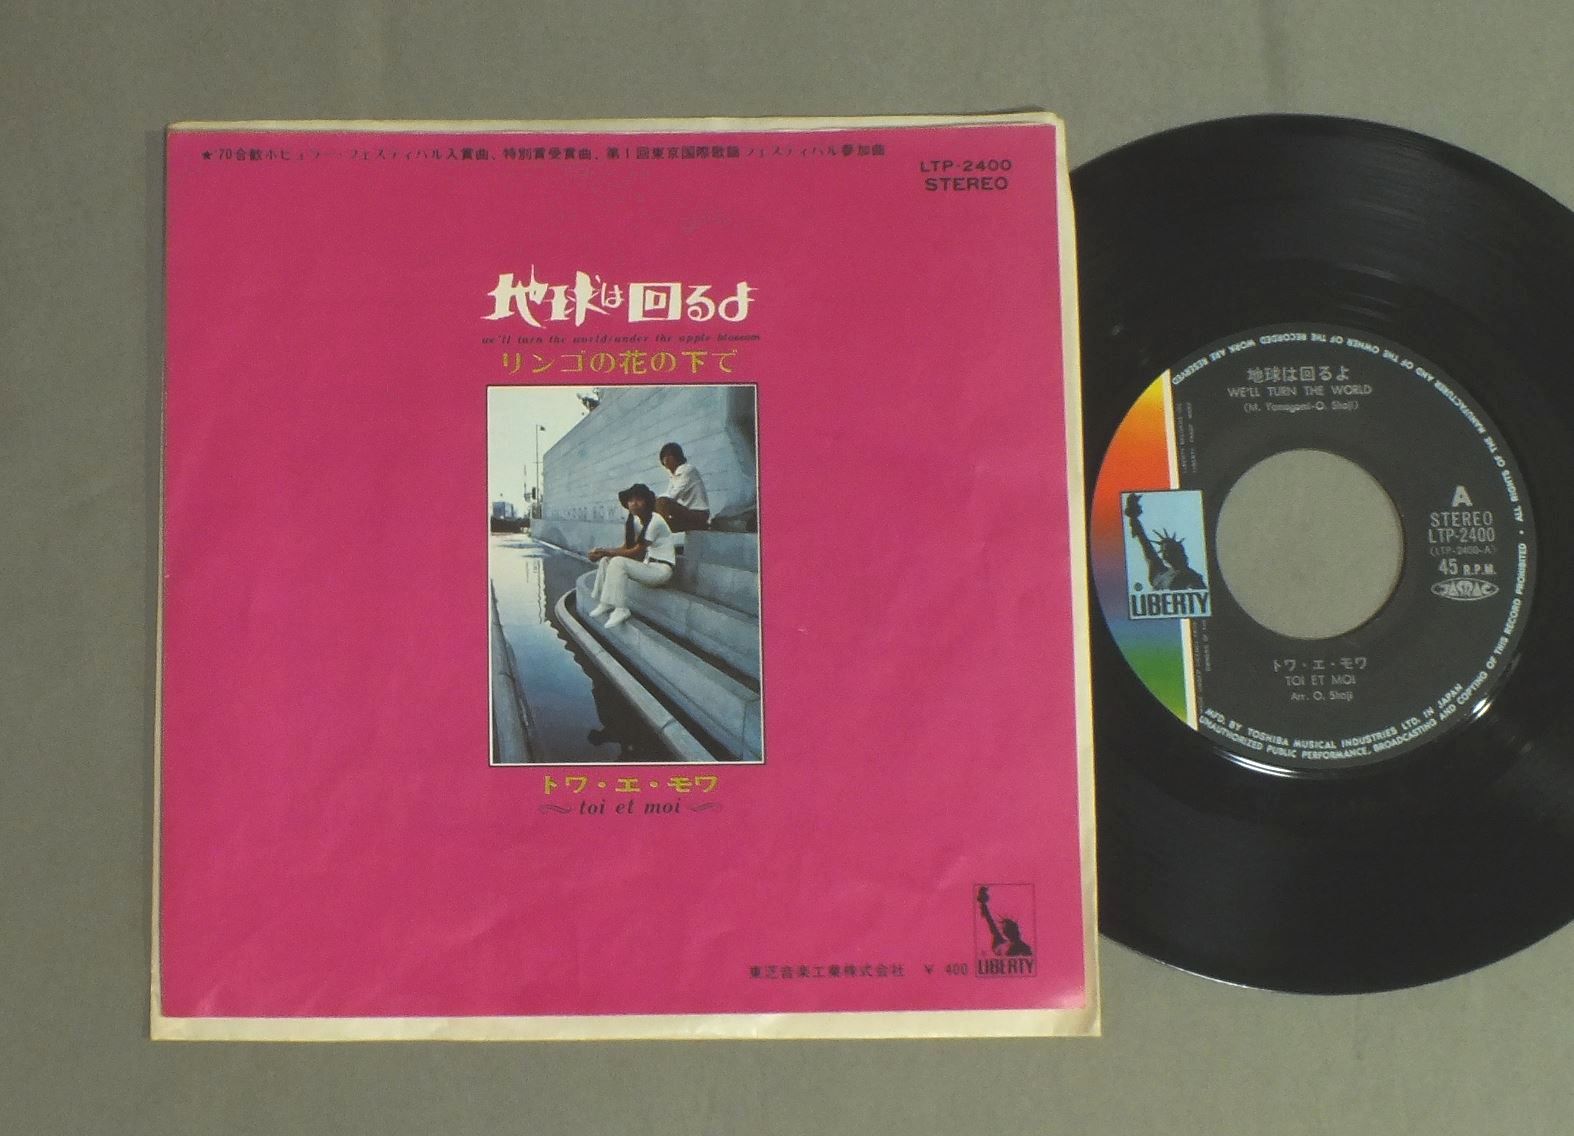 ★'70合歓ポピュラー・フェスティバル入賞曲、特別賞受賞曲、第1回東京国際歌謡フェスティバル参加曲
LTP-2400
STEREO
地球は回るよ
we'll turn the world/under the apple blossom
リンゴの花の下で
トワ・エ・モワ
toi et moi
東芝音楽工業株式会社 ¥ 400
LIBERTY
地球は回るよ
WE'LL TURN THE WORLD
(M. Yamagami-O. Shoji)
A
STEREO
LTP-2400
(LTP-2400-A)
45 R.P.M.
JASRAC
LIBERTY
トワ・エ・モワ
TOI ET MOI
Arr. O. Shoji
MFD. BY TOSHIBA MUSICAL INDUSTRIES LTD. IN JAPAN
ALL RIGHTS OF THE MANUFACTURER AND OF THE OWNER OF THE RECORDED WORK ARE RESERVED
UNAUTHORIZED PUBLIC PERFORMANCE, BROADCASTING AND COPYING OF THIS RECORD PROHIBITED